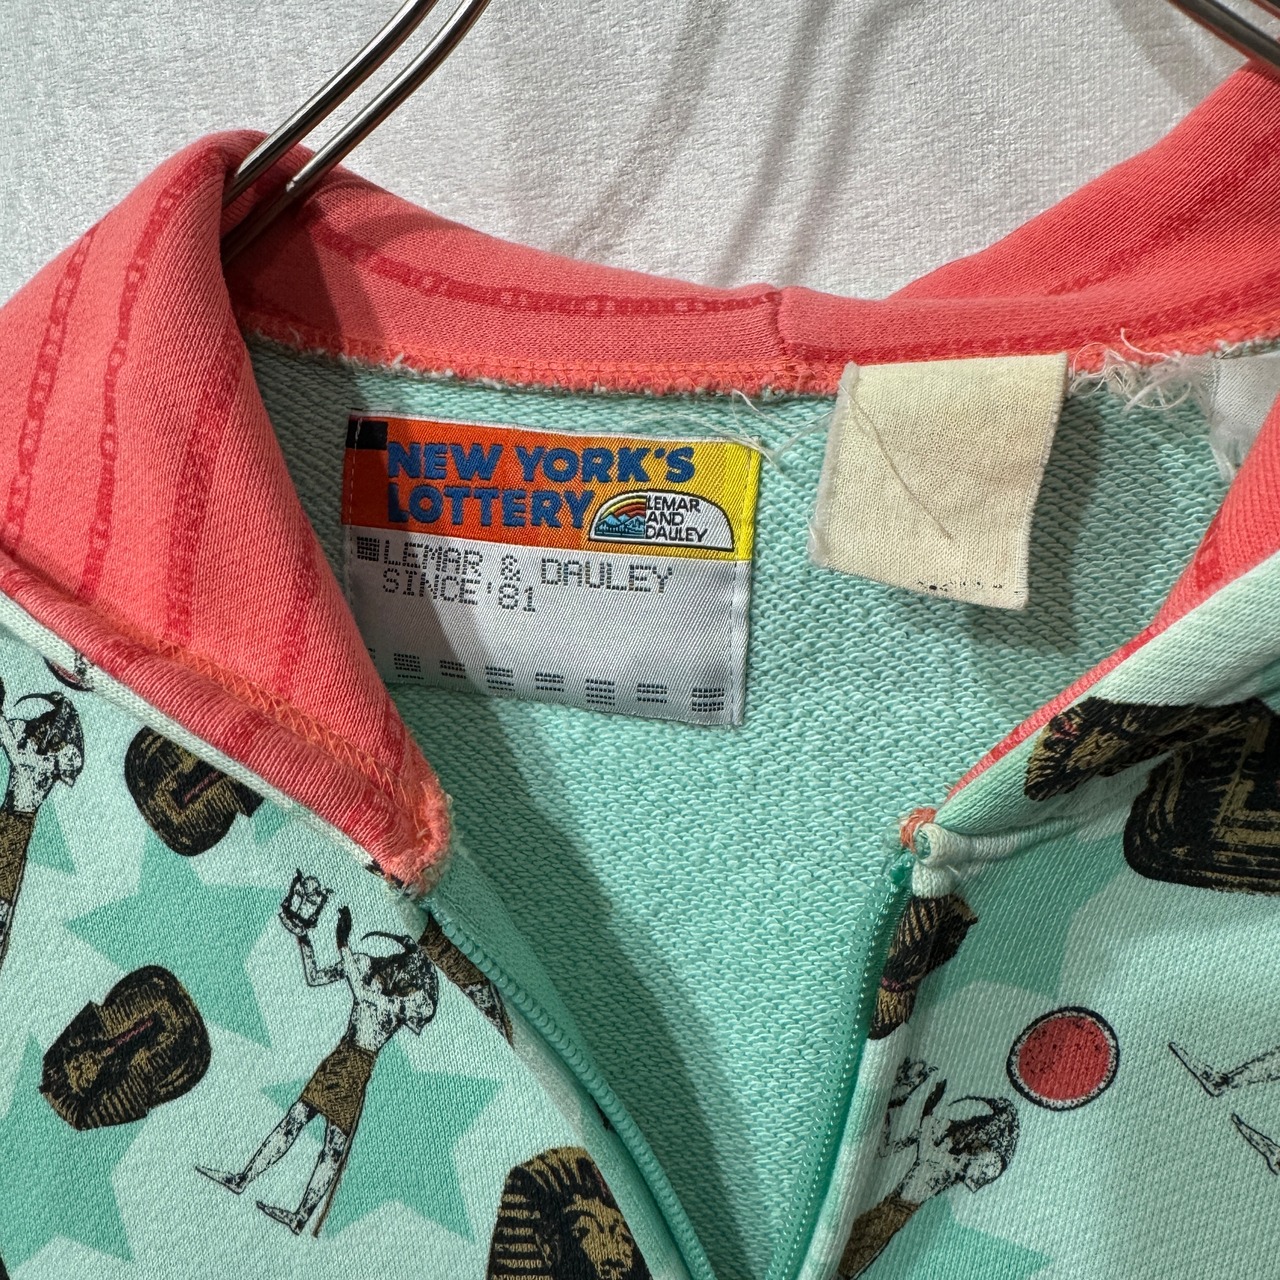 NEW YORK'S
LOTTERY
LEMAR
AND
DAULEY
LEMAR & DAULEY
SINCE'81